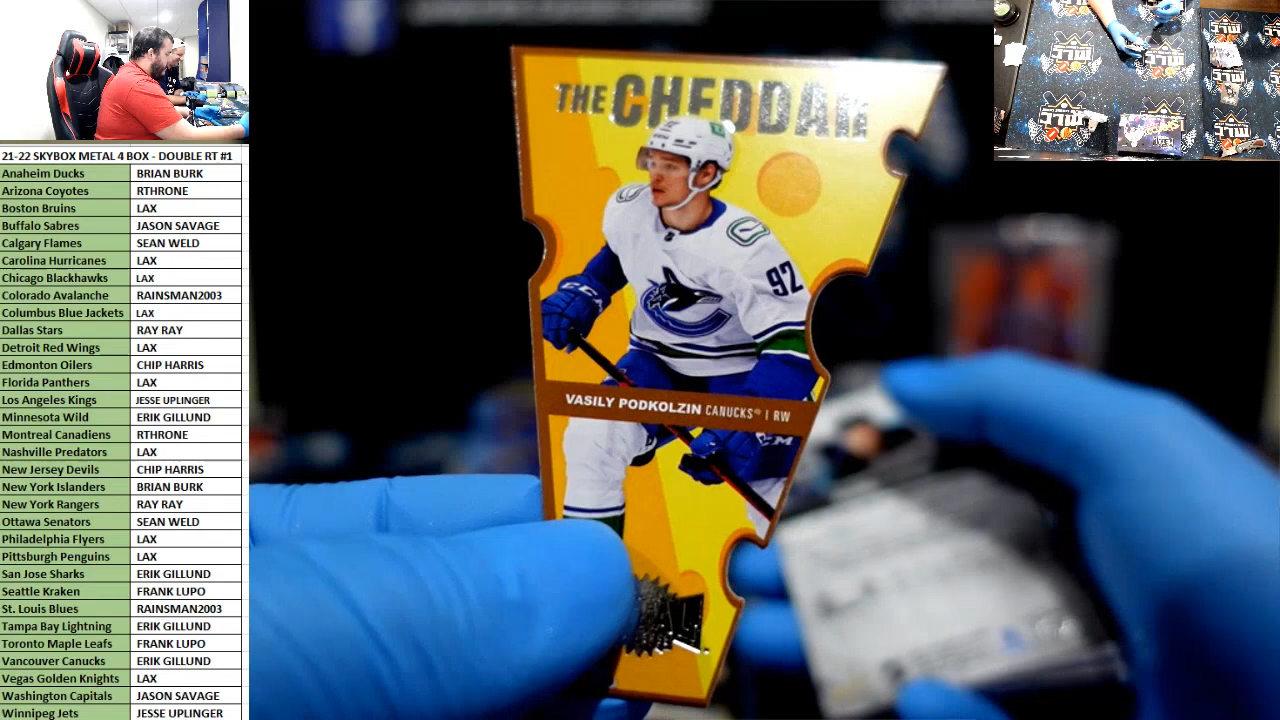 21-22 SKYBOX METAL 4 BOX - DOUBLE RT #1
Anaheim Ducks BRIAN BURK
Arizona Coyotes RTHRONE
Boston Bruins LAX
Buffalo Sabres JASON SAVAGE
Calgary Flames SEAN WELD
Carolina Hurricanes LAX
Chicago Blackhawks LAX
Colorado Avalanche RAINSMAN2003
Columbus Blue Jackets LAX
Dallas Stars RAY RAY
Detroit Red Wings LAX
Edmonton Oilers CHIP HARRIS
Florida Panthers LAX
Los Angeles Kings JESSE UPLINGER
Minnesota Wild ERIK GILLUND
Montreal Canadiens RTHRONE
Nashville Predators LAX
New Jersey Devils CHIP HARRIS
New York Islanders BRIAN BURK
New York Rangers RAY RAY
Ottawa Senators SEAN WELD
Philadelphia Flyers LAX
Pittsburgh Penguins LAX
San Jose Sharks ERIK GILLUND
Seattle Kraken FRANK LUPO
St. Louis Blues RAINSMAN2003
Tampa Bay Lightning ERIK GILLUND
Toronto Maple Leafs FRANK LUPO
Vancouver Canucks ERIK GILLUND
Vegas Golden Knights LAX
Washington Capitals JASON SAVAGE
Winnipeg Jets JESSE UPLINGER
THE CHEDDAR
92
CCM
VASILY PODKOLZIN CANUCKS® | RW